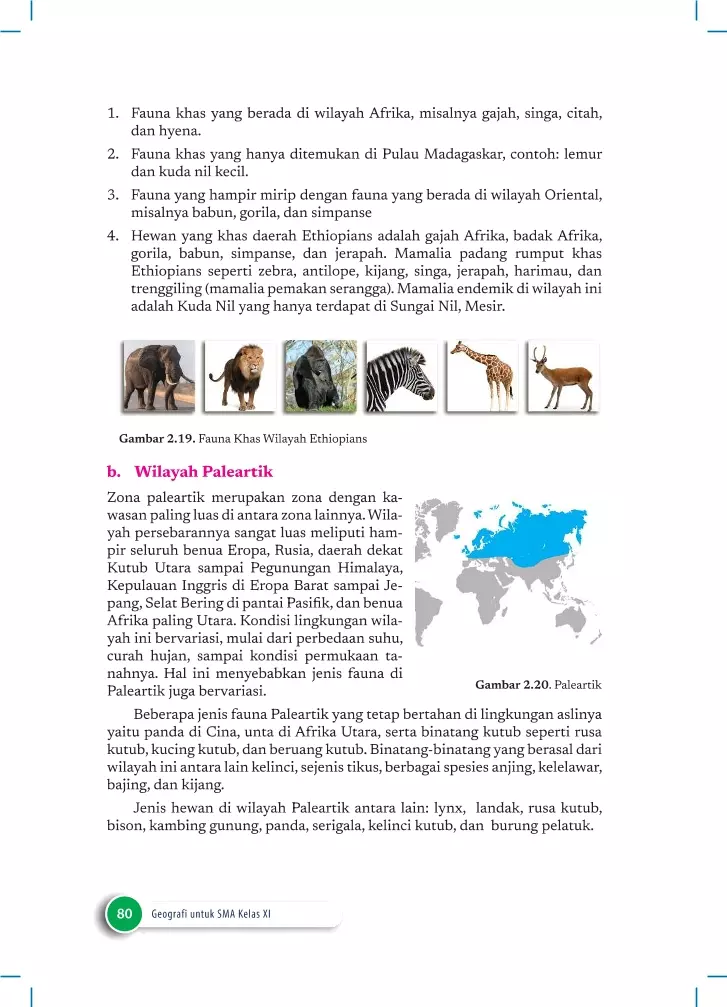 1. Fauna khas yang berada di wilayah Afrika, misalnya gajah, singa, citah,
dan hyena.
2. Fauna khas yang hanya ditemukan di Pulau Madagaskar, contoh: lemur
dan kuda nil kecil.
3. Fauna yang hampir mirip dengan fauna yang berada di wilayah Oriental,
misalnya babun, gorila, dan simpanse
4. Hewan yang khas daerah Ethiopians adalah gajah Afrika, badak Afrika,
gorila, babun, simpanse, dan jerapah. Mamalia padang rumput khas
Ethiopians seperti zebra, antilope, kijang, singa, jerapah, harimau, dan
trenggiling (mamalia pemakan serangga). Mamalia endemik di wilayah ini
adalah Kuda Nil yang hanya terdapat di Sungai Nil, Mesir.
Gambar 2.19. Fauna Khas Wilayah Ethiopians
b. Wilayah Paleartik
Zona paleartik merupakan zona dengan ka-
wasan paling luas di antara zona lainnya. Wila-
yah persebarannya sangat luas meliputi ham-
pir seluruh benua Eropa, Rusia, daerah dekat
Kutub Utara sampai Pegunungan Himalaya,
Kepulauan Inggris di Eropa Barat sampai Je-
pang, Selat Bering di pantai Pasifik, dan benua
Afrika paling Utara. Kondisi lingkungan wila-
yah ini bervariasi, mulai dari perbedaan suhu,
curah hujan, sampai kondisi permukaan ta-
nahnya. Hal ini menyebabkan jenis fauna di
Paleartik juga bervariasi.
Gambar 2.20. Paleartik
Beberapa jenis fauna Paleartik yang tetap bertahan di lingkungan aslinya
yaitu panda di Cina, unta di Afrika Utara, serta binatang kutub seperti rusa
kutub, kucing kutub, dan beruang kutub. Binatang-binatang yang berasal dari
wilayah ini antara lain kelinci, sejenis tikus, berbagai spesies anjing, kelelawar,
bajing, dan kijang.
Jenis hewan di wilayah Paleartik antara lain: lynx, landak, rusa kutub,
bison, kambing gunung, panda, serigala, kelinci kutub, dan burung pelatuk.
80 Geografi untuk SMA Kelas XI